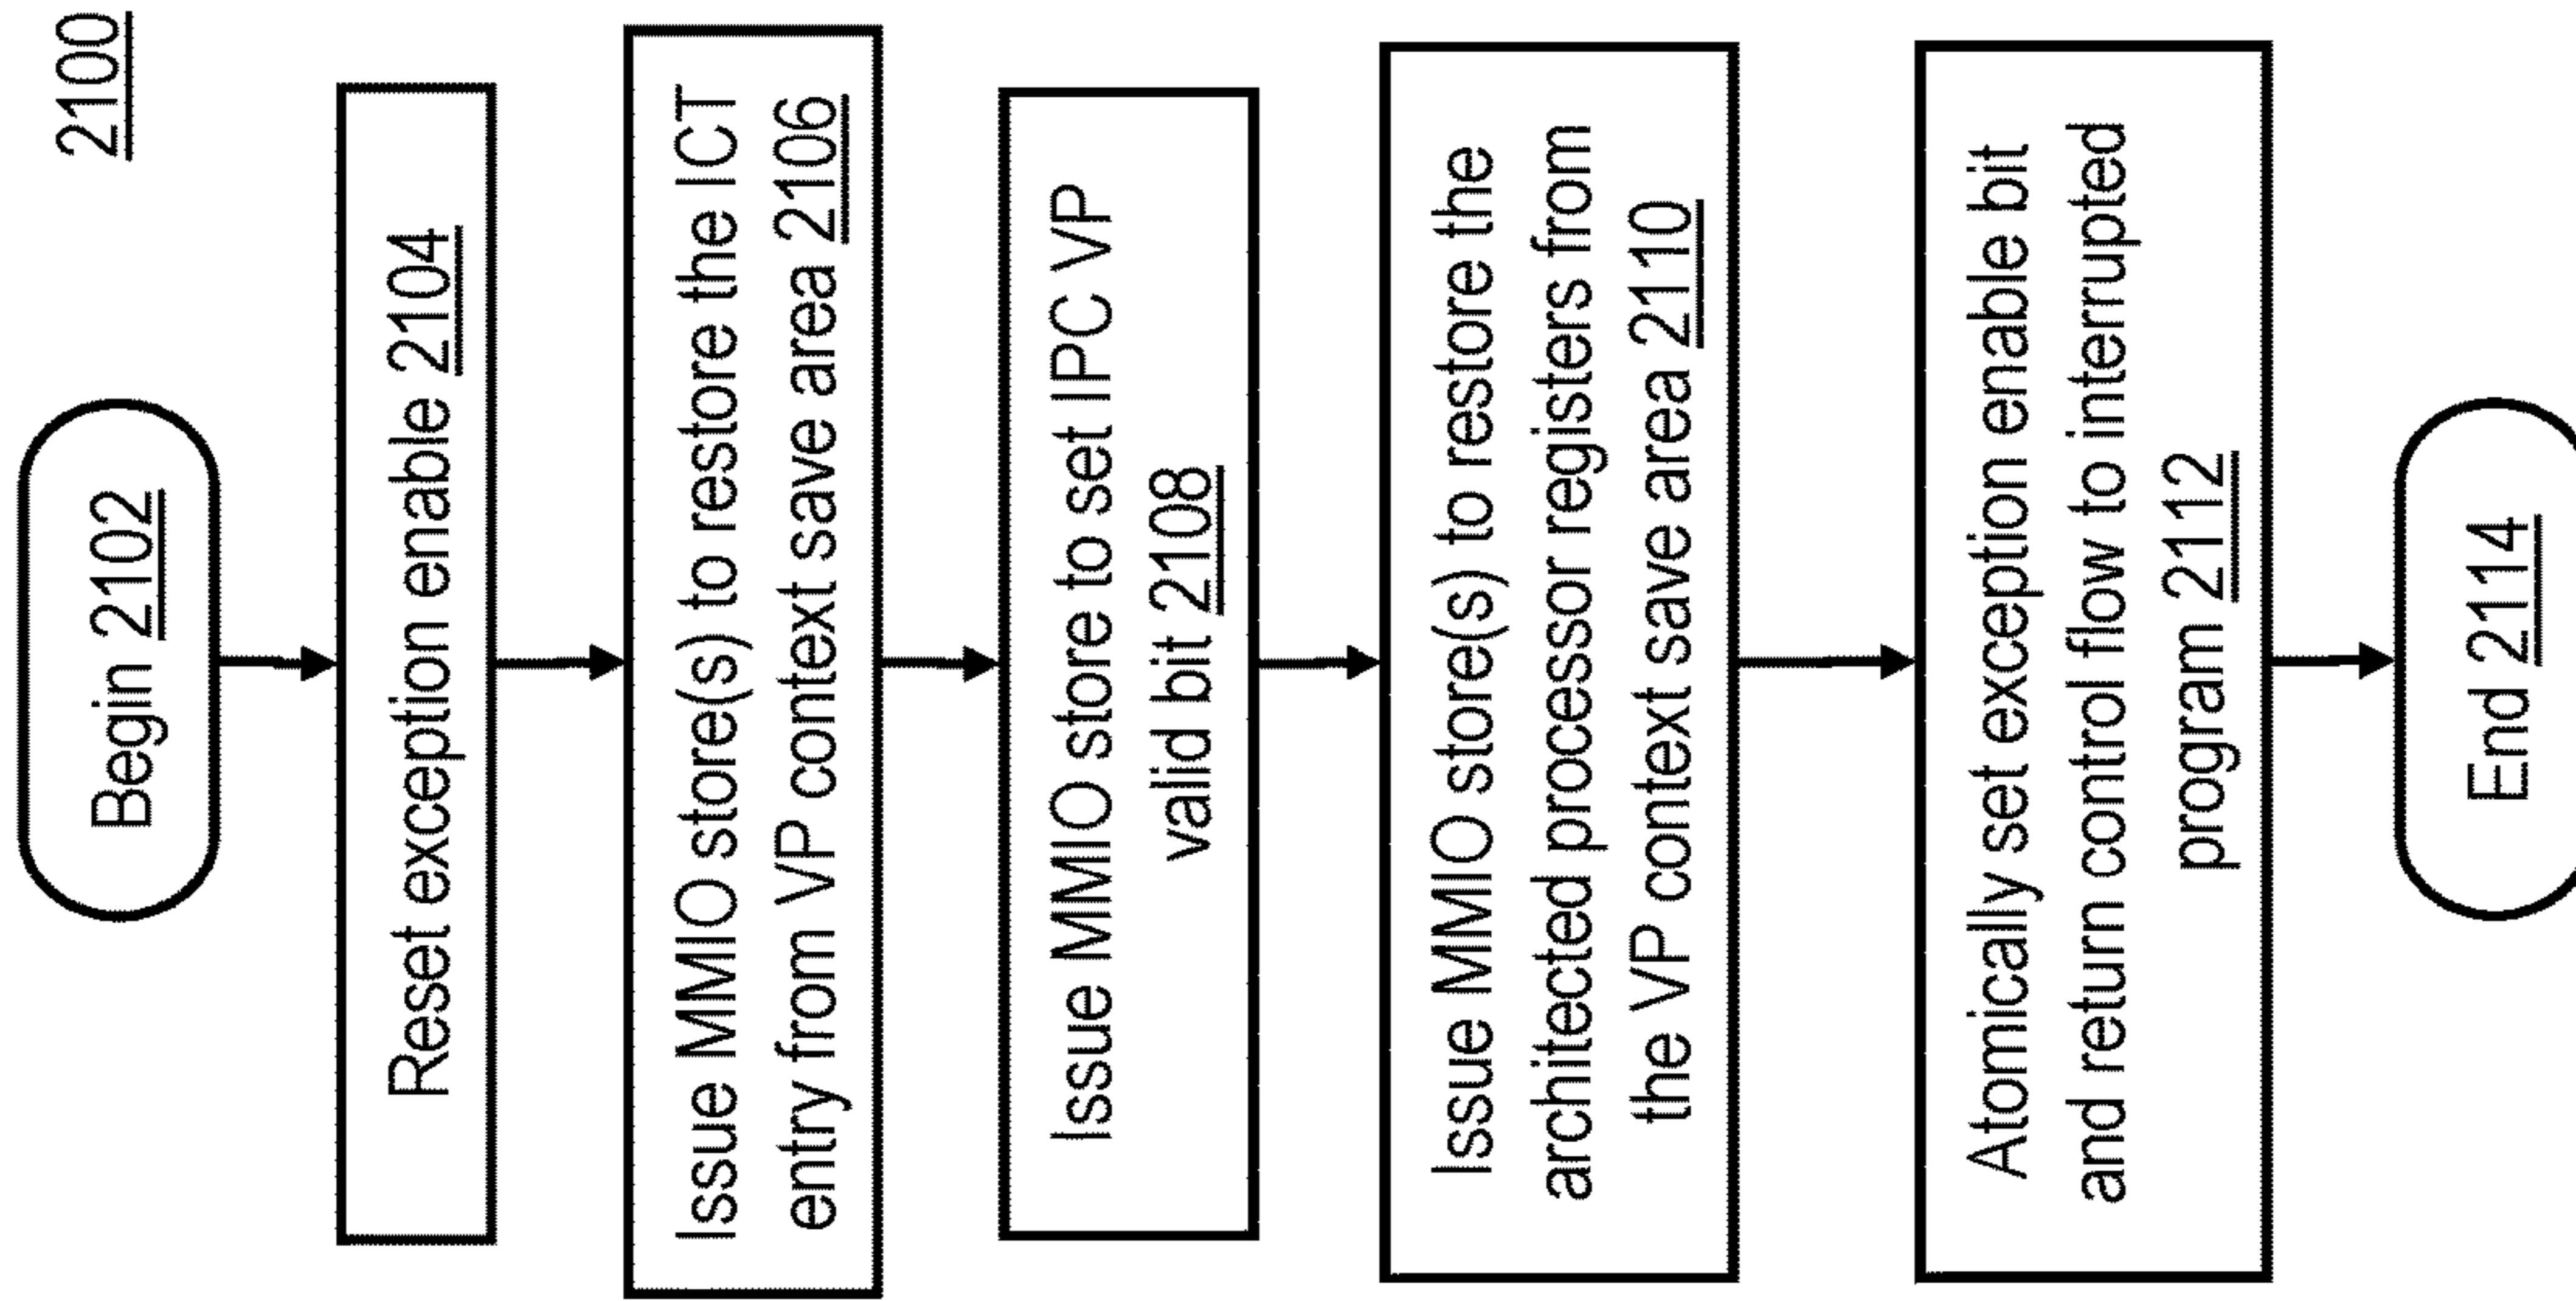 2100
Begin 2102
Reset exception enable 2104
Issue MMIO store(s) to restore the ICT
entry from VP context save area 2106
Issue MMIO store to set IPC VP
valid bit 2108
Issue MMIO store(s) to restore the
architected processor registers from
the VP context save area 2110
Atomically set exception enable bit
and return control flow to interrupted
program 2112
End 2114